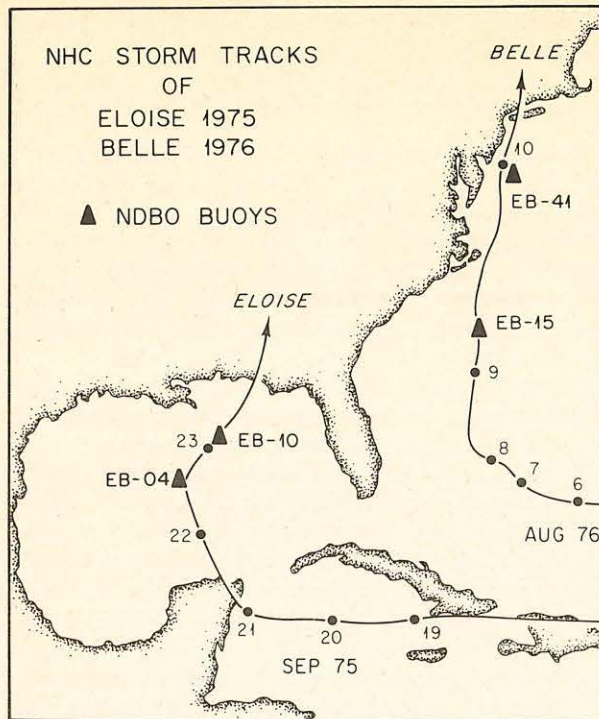 NHC STORM TRACKS
OF
ELOISE 1975
BELLE 1976
▲ NDBO BUOYS
BELLE
10
EB-41
ELOISE
EB-15
9
23
EB-10
EB-04
8
7
6
22
AUG 76
21
20
19
SEP 75